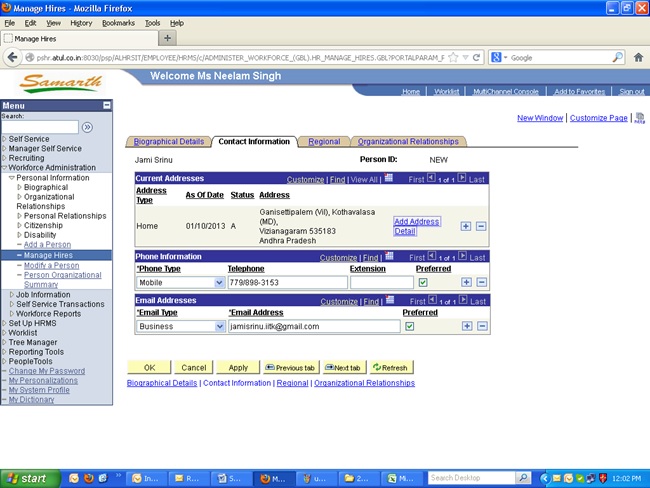 Manage Hires - Mozilla Firefox
File Edit View History Bookmarks Tools Help
Manage Hires
pshr.atul.co.in:8030/psp/ALHRSIT/EMPLOYEE/HRMS/c/ADMINISTER_WORKFORCE_(GBL).HR_MANAGE_HIRES.GBL?PORTALPARAM_F
Google
Samarth
Welcome Ms Neelam Singh
Home Worklist MultiChannel Console Add to Favorites Sign out
Menu
Search:
New Window Customize Page
Self Service
Manager Self Service
Recruiting
Workforce Administration
Personal Information
Biographical
Organizational
Relationships
Personal Relationships
Citizenship
Disability
Add a Person
Manage Hires
Modify a Person
Person Organizational
Summary
Job Information
Self Service Transactions
Workforce Reports
Set Up HRMS
Worklist
Tree Manager
Reporting Tools
PeopleTools
Change My Password
My Personalizations
My System Profile
My Dictionary
Biographical Details Contact Information Regional Organizational Relationships
Jami Srinu Person ID: NEW
Current Addresses Customize | Find | View All | First 1 of 1 Last
Address Type As Of Date Status Address
Home 01/10/2013 A
Ganisettipalem (Vil), Kothavalasa
(MD),
Vizianagaram 535183
Andhra Pradesh
Add Address
Detail
Phone Information Customize | Find | First 1 of 1 Last
*Phone Type Telephone Extension Preferred
Mobile 779/898-3153
Email Addresses Customize | Find | First 1 of 1 Last
*Email Type *Email Address Preferred
Business jamisrinu.iitk@gmail.com
OK Cancel Apply Previous tab Next tab Refresh
Biographical Details | Contact Information | Regional | Organizational Relationships
start In... R... S... M... u... 2... Mi... Search Desktop 12:02 PM